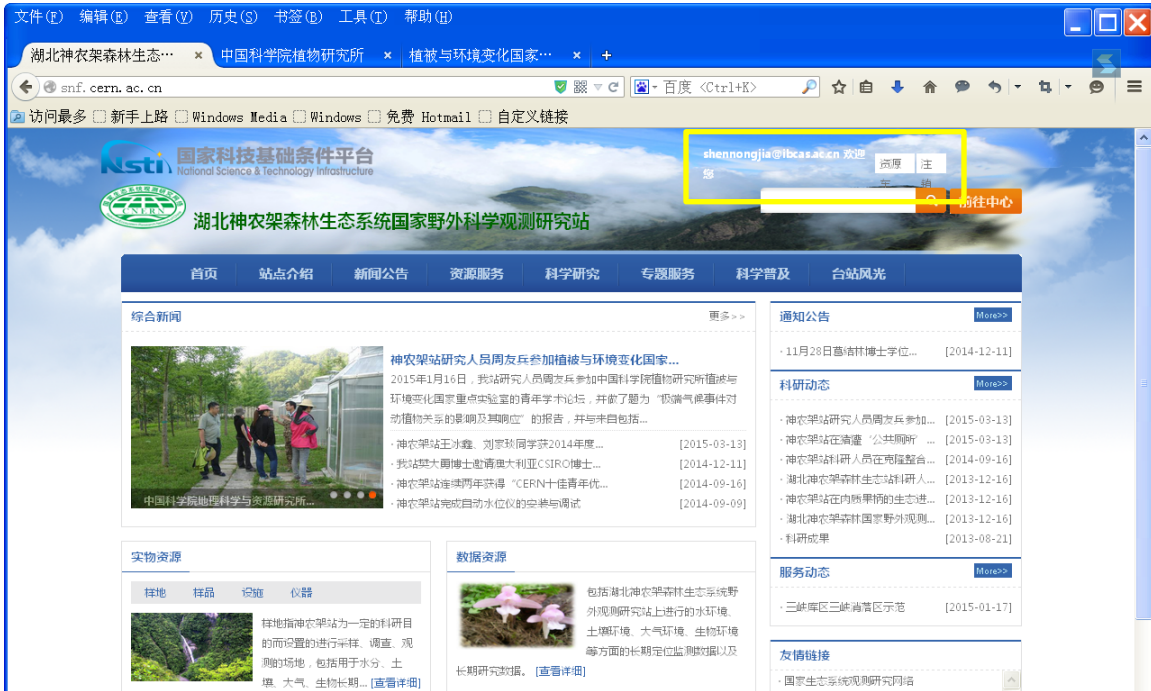 文件(F) 编辑(E) 查看(V) 历史(S) 书签(B) 工具(T) 帮助(H)
湖北神农架森林生态… × 中国科学院植物研究所 × 植被与环境变化国家… × +
snf.cern.ac.cn 百度 <Ctrl+K>
访问最多 新手上路 Windows Media Windows 免费 Hotmail 自定义链接
国家科技基础条件平台
National Science & Technology Infrastructure
shennongjia@ibcas.ac.cn 欢迎
您
资源 注
CNERN
湖北神农架森林生态系统国家野外科学观测研究站
前往中心
首页 站点介绍 新闻公告 资源服务 科学研究 专题服务 科学普及 台站风光
综合新闻 更多>>
神农架站研究人员周友兵参加植被与环境变化国家...
2015年1月16日，我站研究人员周友兵参加中国科学院植物研究所植被与
环境变化国家重点实验室的青年学术论坛，并做了题为“极端气候事件对
动植物关系的影响及其响应”的报告，并与来自包括...
·神农架站王冰鑫、刘家琰同学获2014年度... [2015-03-13]
·我站樊大勇博士邀请澳大利亚CSIRO博士... [2014-12-11]
·神农架站连续两年获得“CERN十佳青年优... [2014-09-16]
·神农架站完成自动水位仪的安装与调试 [2014-09-09]
中国科学院地理科学与资源研究所...
通知公告 More>>
·11月28日葛结林博士学位... [2014-12-11]
科研动态 More>>
·神农架站研究人员周友兵参加... [2015-03-13]
·神农架站在猪獾“公共厕所” ... [2015-03-13]
·神农架站科研人员在克隆整合... [2014-09-16]
·湖北神农架森林生态站科研人... [2013-12-16]
·神农架站在肉质果柄的生态进... [2013-12-16]
·湖北神农架森林国家野外观测... [2013-12-16]
·科研成果 [2013-08-21]
服务动态 More>>
·三峡库区三峡消落区示范 [2015-01-17]
友情链接
·国家生态系统观测研究网络
实物资源
样地 样品 设施 仪器
样地指神农架站为一定的科研目
的而设置的进行采样、调查、观
测的场地，包括用于水分、土
壤、大气、生物长期... [查看详细]
数据资源
包括湖北神农架森林生态系统野
外观测研究站上进行的水环境、
土壤环境、大气环境、生物环境
等方面的长期定位监测数据以及
长期研究数据。 [查看详细]